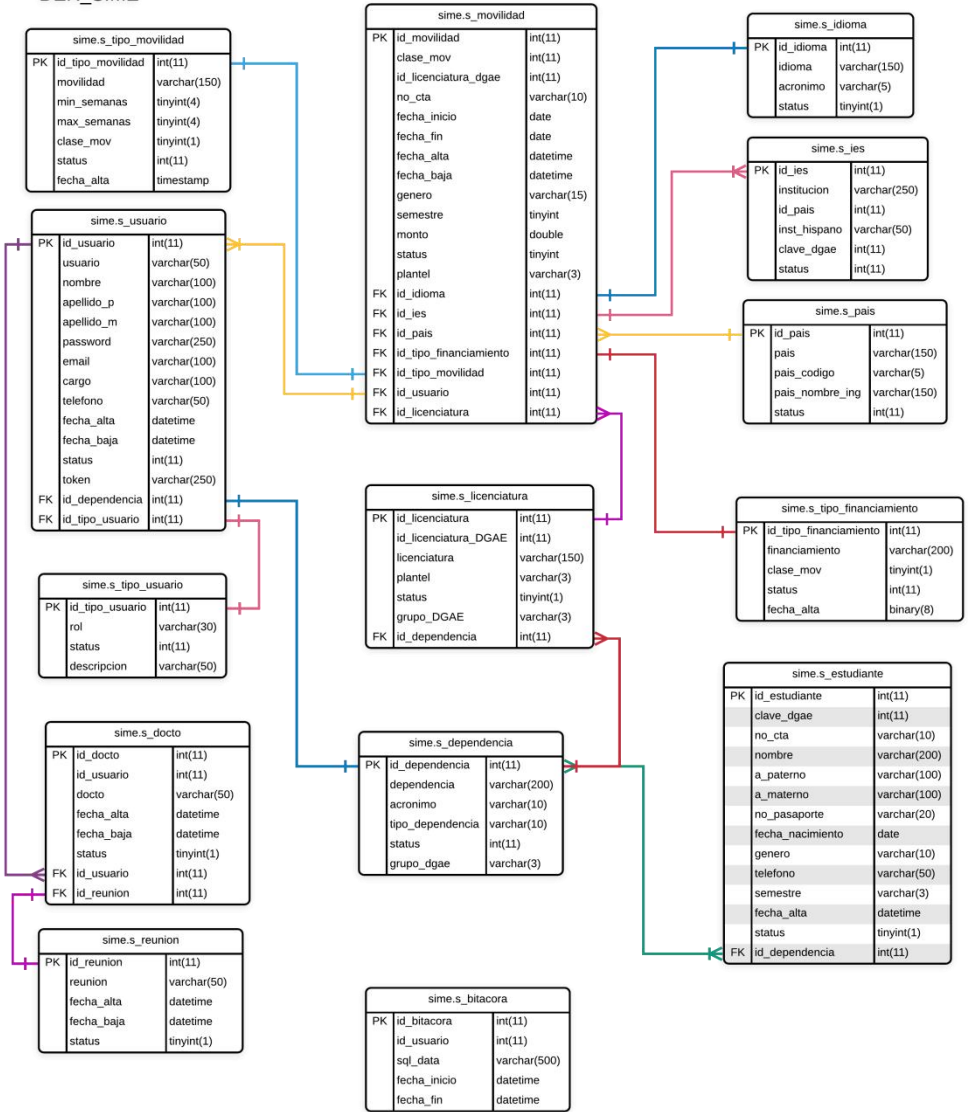 sime.s_tipo_movilidad
PK id_tipo_movilidad int(11)
movilidad varchar(150)
min_semanas tinyint(4)
max_semanas tinyint(4)
clase_mov tinyint(1)
status int(11)
fecha_alta timestamp
sime.s_usuario
PK id_usuario int(11)
usuario varchar(50)
nombre varchar(100)
apellido_p varchar(100)
apellido_m varchar(100)
password varchar(250)
email varchar(100)
cargo varchar(100)
telefono varchar(50)
fecha_alta datetime
fecha_baja datetime
status int(11)
token varchar(250)
FK id_dependencia int(11)
FK id_tipo_usuario int(11)
sime.s_tipo_usuario
PK id_tipo_usuario int(11)
rol varchar(30)
status int(11)
descripcion varchar(50)
sime.s_docto
PK id_docto int(11)
id_usuario int(11)
docto varchar(50)
fecha_alta datetime
fecha_baja datetime
status tinyint(1)
FK id_usuario int(11)
FK id_reunion int(11)
sime.s_reunion
PK id_reunion int(11)
reunion varchar(50)
fecha_alta datetime
fecha_baja datetime
status tinyint(1)
sime.s_movilidad
PK id_movilidad int(11)
clase_mov int(11)
id_licenciatura_dgae int(11)
no_cta varchar(10)
fecha_inicio date
fecha_fin date
fecha_alta datetime
fecha_baja datetime
genero varchar(15)
semestre tinyint
monto double
status tinyint
plantel varchar(3)
FK id_idioma int(11)
FK id_ies int(11)
FK id_pais int(11)
FK id_tipo_financiamiento int(11)
FK id_tipo_movilidad int(11)
FK id_usuario int(11)
FK id_licenciatura int(11)
sime.s_licenciatura
PK id_licenciatura int(11)
id_licenciatura_DGAE int(11)
licenciatura varchar(150)
plantel varchar(3)
status tinyint(1)
grupo_DGAE varchar(3)
FK id_dependencia int(11)
sime.s_dependencia
PK id_dependencia int(11)
dependencia varchar(200)
acronimo varchar(10)
tipo_dependencia varchar(10)
status int(11)
grupo_dgae varchar(3)
sime.s_bitacora
PK id_bitacora int(11)
id_usuario int(11)
sql_data varchar(500)
fecha_inicio datetime
fecha_fin datetime
sime.s_idioma
PK id_idioma int(11)
idioma varchar(150)
acronimo varchar(5)
status tinyint(1)
sime.s_ies
PK id_ies int(11)
institucion varchar(250)
id_pais int(11)
inst_hispano varchar(50)
clave_dgae int(11)
status int(11)
sime.s_pais
PK id_pais int(11)
pais varchar(150)
pais_codigo varchar(5)
pais_nombre_ing varchar(150)
status int(11)
sime.s_tipo_financiamiento
PK id_tipo_financiamiento int(11)
financiamiento varchar(200)
clase_mov tinyint(1)
status int(11)
fecha_alta binary(8)
sime.s_estudiante
PK id_estudiante int(11)
clave_dgae int(11)
no_cta varchar(10)
nombre varchar(200)
a_paterno varchar(100)
a_materno varchar(100)
no_pasaporte varchar(20)
fecha_nacimiento date
genero varchar(10)
telefono varchar(50)
semestre varchar(3)
fecha_alta datetime
status tinyint(1)
FK id_dependencia int(11)